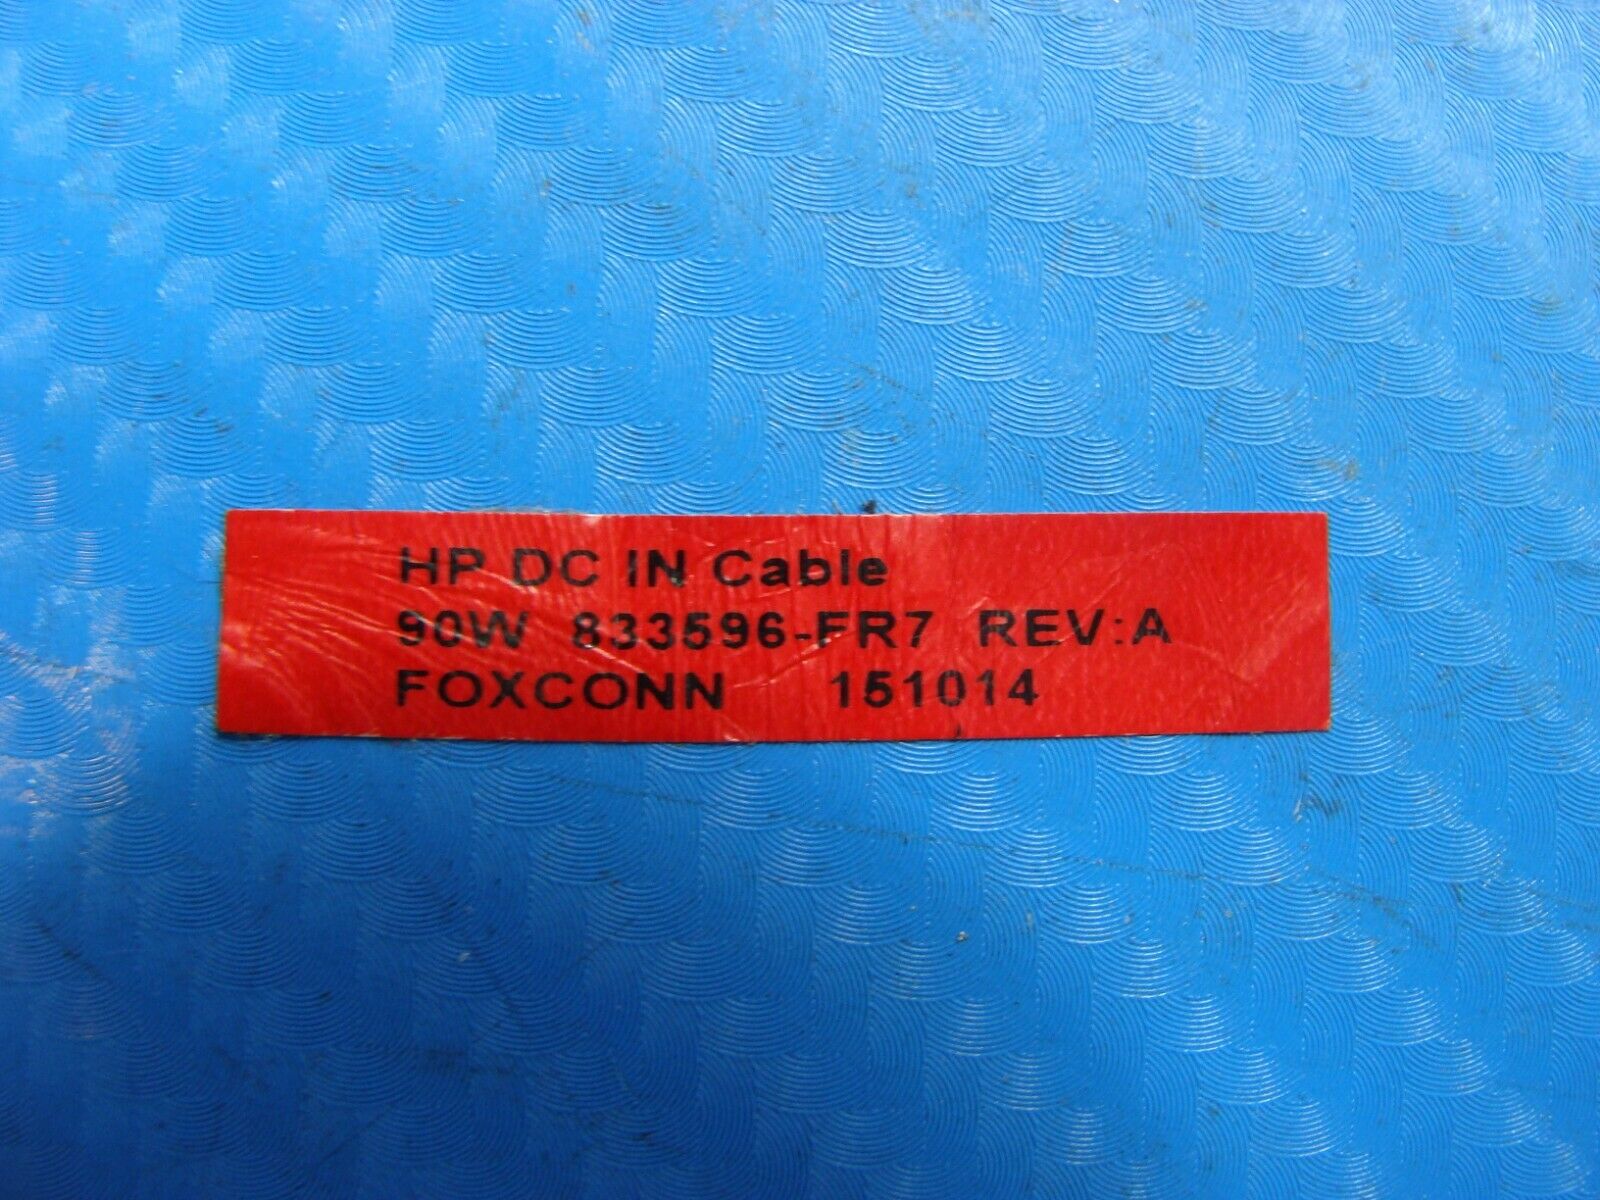 HP DC IN Cable
90W 833596-FR7 REV:A
FOXCONN 151014